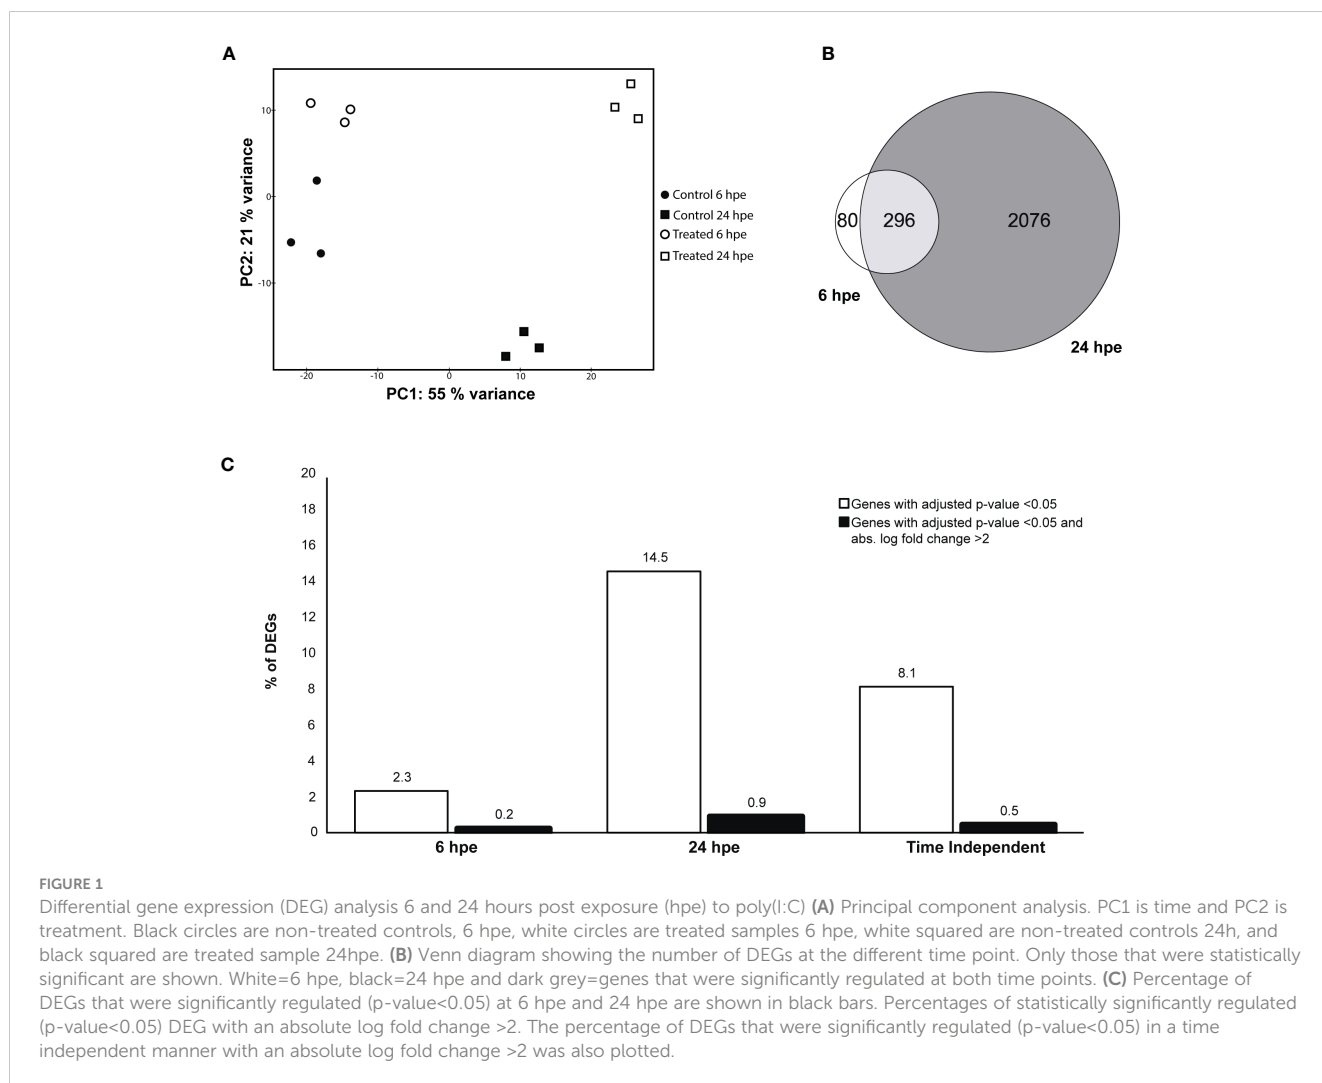 A
B
10
0
-10
PC2: 21 % variance
-20
-10
0
10
20
PC1: 55 % variance
Control 6 hpe
Control 24 hpe
Treated 6 hpe
Treated 24 hpe
80
296
2076
6 hpe
24 hpe
C
20
18
16
14
12
10
8
6
4
2
0
% of DEGs
Genes with adjusted p-value <0.05
Genes with adjusted p-value <0.05 and
abs. log fold change >2
2.3
0.2
14.5
0.9
8.1
0.5
6 hpe
24 hpe
Time Independent
FIGURE 1
Differential gene expression (DEG) analysis 6 and 24 hours post exposure (hpe) to poly(I:C) (A) Principal component analysis. PC1 is time and PC2 is
treatment. Black circles are non-treated controls, 6 hpe, white circles are treated samples 6 hpe, white squared are non-treated controls 24h, and
black squared are treated sample 24hpe. (B) Venn diagram showing the number of DEGs at the different time point. Only those that were statistically
significant are shown. White=6 hpe, black=24 hpe and dark grey=genes that were significantly regulated at both time points. (C) Percentage of
DEGs that were significantly regulated (p-value<0.05) at 6 hpe and 24 hpe are shown in black bars. Percentages of statistically significantly regulated
(p-value<0.05) DEG with an absolute log fold change >2. The percentage of DEGs that were significantly regulated (p-value<0.05) in a time
independent manner with an absolute log fold change >2 was also plotted.